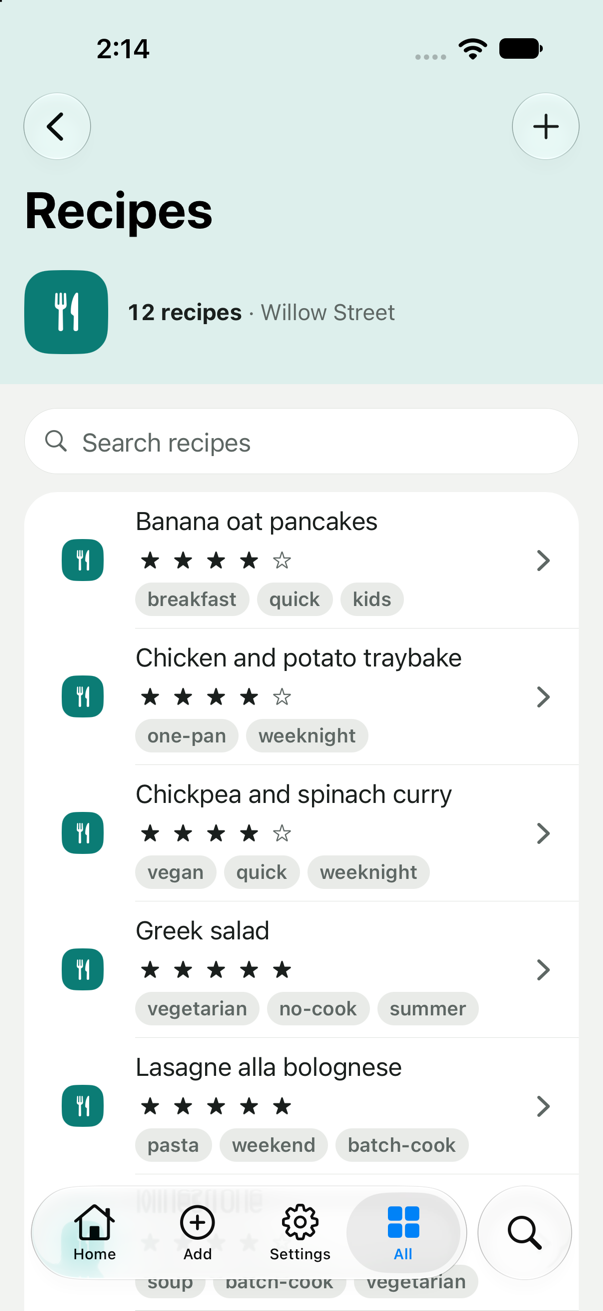 2:14
Recipes
12 recipes · Willow Street
Search recipes
Banana oat pancakes
breakfast quick kids
Chicken and potato traybake
one-pan weeknight
Chickpea and spinach curry
vegan quick weeknight
Greek salad
vegetarian no-cook summer
Lasagne alla bolognese
pasta weekend batch-cook
Minestrone
Home Add Settings All
soup batch-cook vegetarian